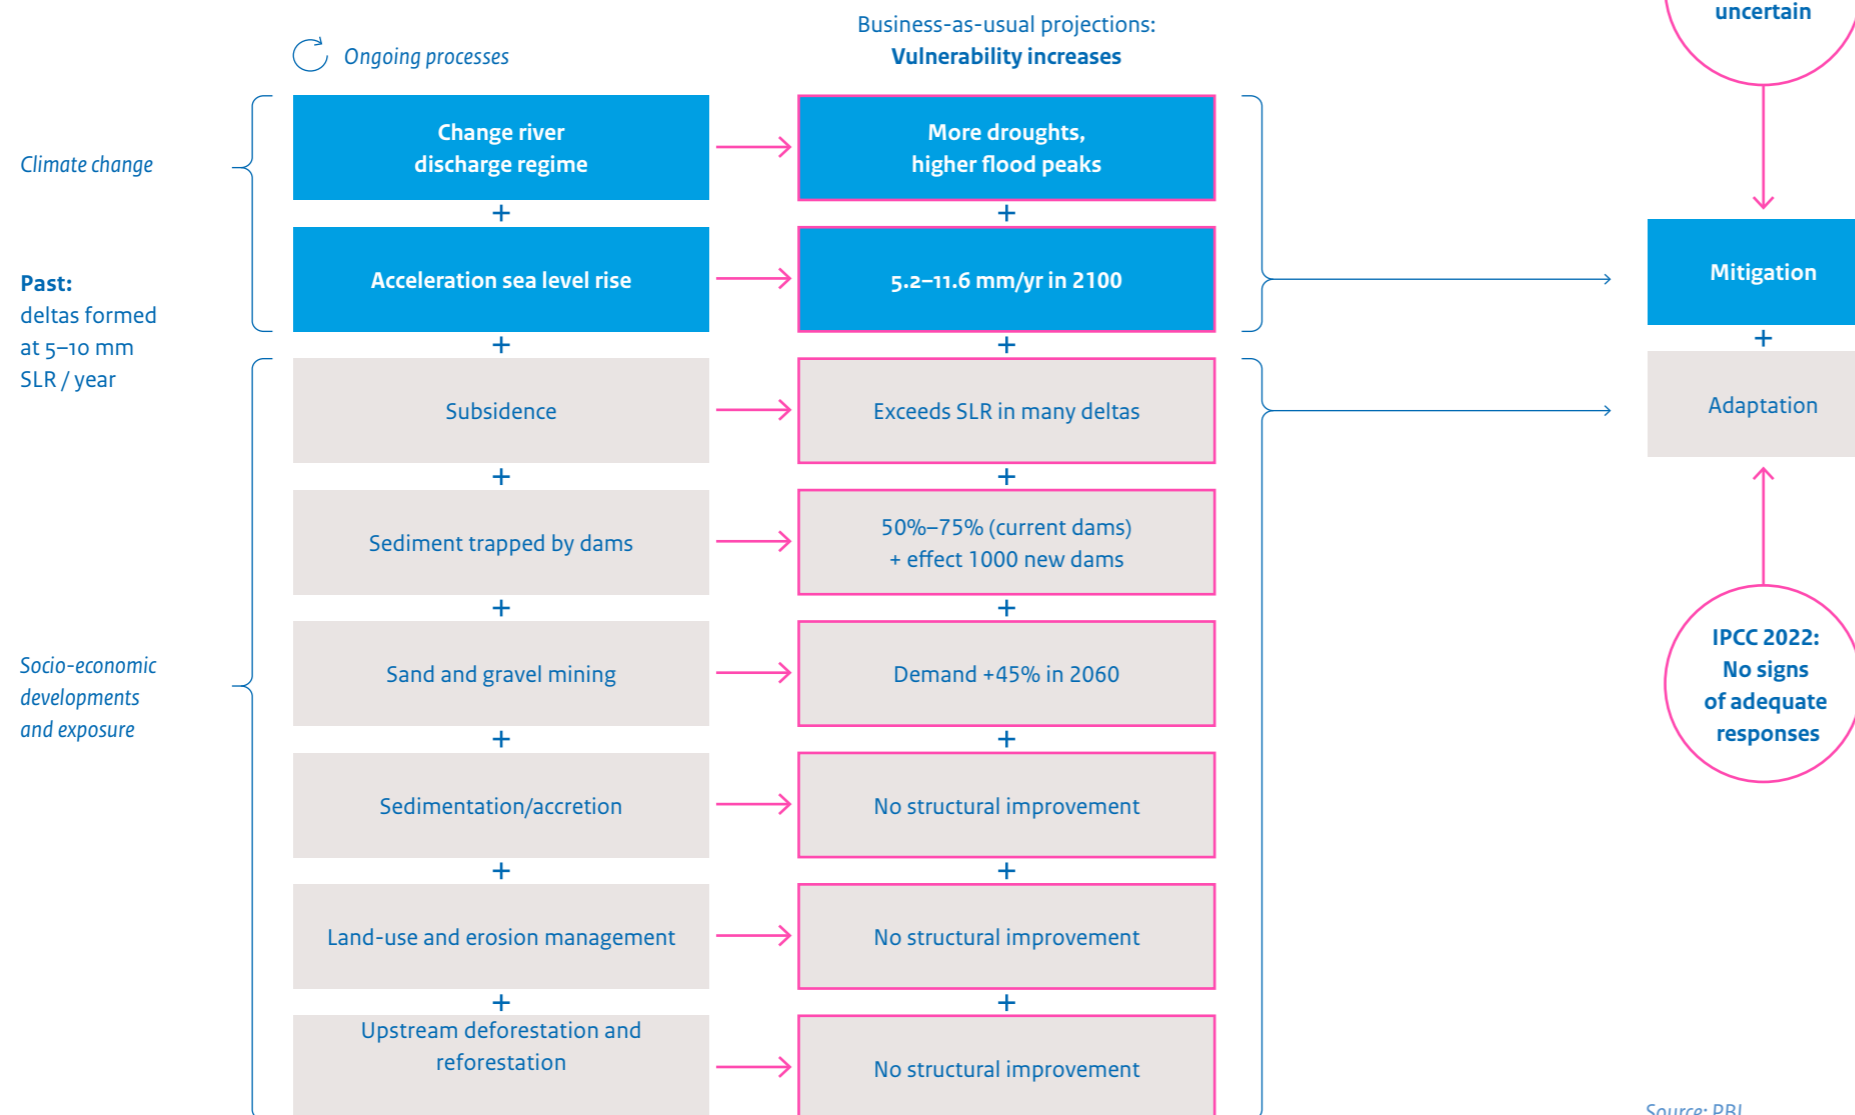 uncertain
Business-as-usual projections:
Ongoing processes
Vulnerability increases
Climate change
Change river
discharge regime
More droughts,
higher flood peaks
+
+
Past:
deltas formed
at 5–10 mm
SLR / year
Acceleration sea level rise
5.2–11.6 mm/yr in 2100
Mitigation
+
+
+
Subsidence
Exceeds SLR in many deltas
Adaptation
+
+
Sediment trapped by dams
50%–75% (current dams)
+ effect 1000 new dams
+
+
Socio-economic
developments
and exposure
Sand and gravel mining
Demand +45% in 2060
IPCC 2022:
No signs
of adequate
responses
+
+
Sedimentation/accretion
No structural improvement
+
+
Land-use and erosion management
No structural improvement
+
+
Upstream deforestation and
reforestation
No structural improvement
Source: PBL